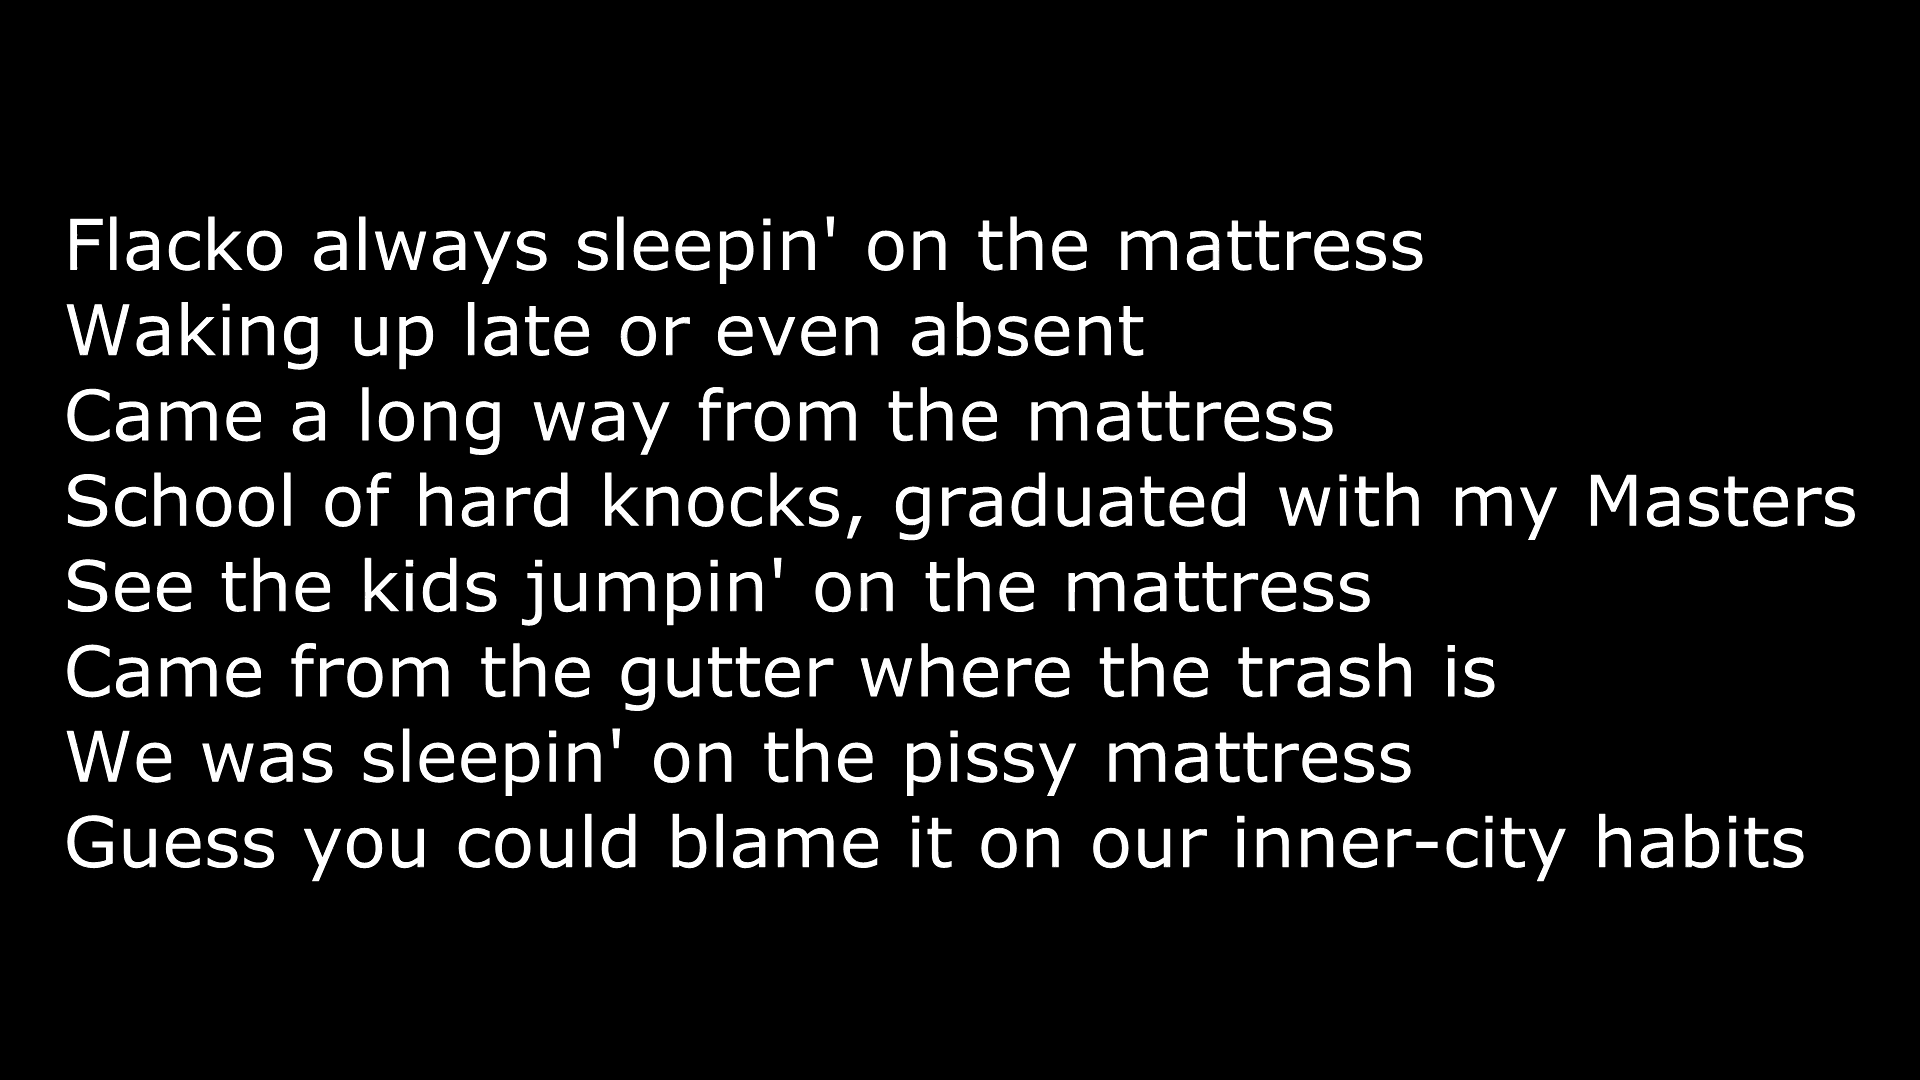 Flacko always sleepin' on the mattress
Waking up late or even absent
Came a long way from the mattress
School of hard knocks, graduated with my Masters
See the kids jumpin' on the mattress
Came from the gutter where the trash is
We was sleepin' on the pissy mattress
Guess you could blame it on our inner-city habits